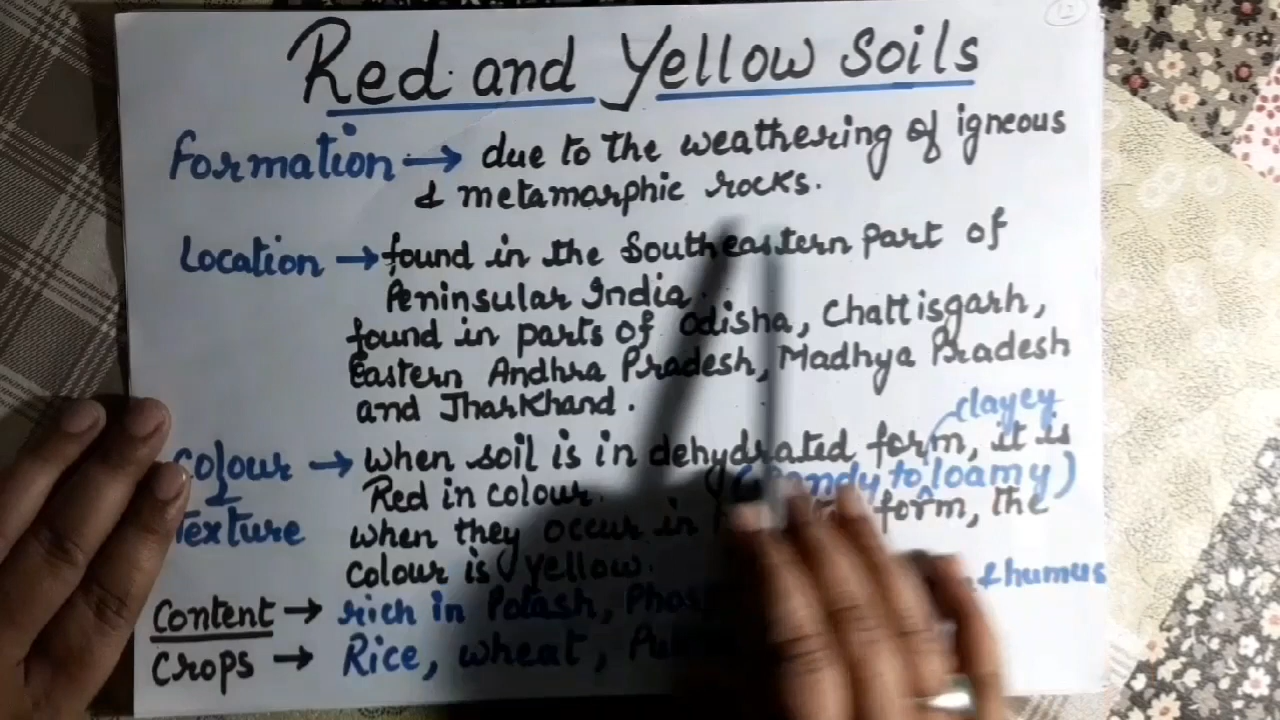 12
Red and Yellow Soils
Formation → due to the weathering of igneous
& metamorphic rocks.
Location → found in the Southeastern part of
Peninsular India.
found in parts of Odisha, Chattisgarh,
Eastern Andhra Pradesh, Madhya Pradesh
and Jharkhand.
clayey
Colour → when soil is in dehydrated form, it is
Red in colour. (sandy to loamy)
Texture when they occur in form, the
colour is yellow.
Content → rich in Potash, & humus
Crops → Rice, wheat,